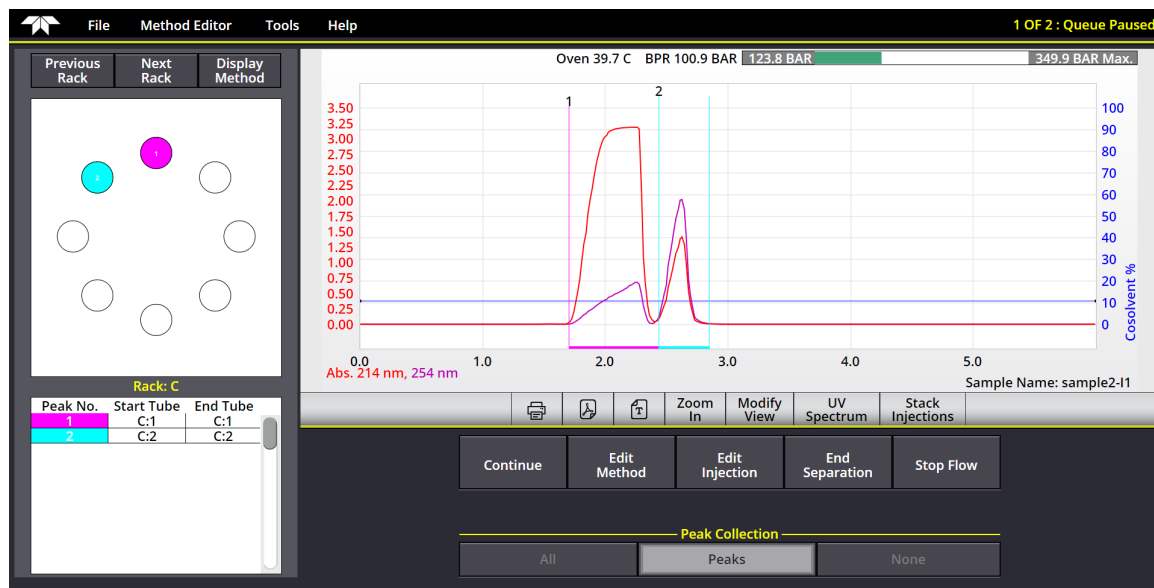 File Method Editor Tools Help 1 OF 2 : Queue Paused
Previous Rack
Next Rack
Display Method
1
2
Rack: C
Peak No. Start Tube End Tube
1 C:1 C:1
2 C:2 C:2
Oven 39.7 C BPR 100.9 BAR 123.8 BAR 349.9 BAR Max.
1 2
3.50
3.25
3.00
2.75
2.50
2.25
2.00
1.75
1.50
1.25
1.00
0.75
0.50
0.25
0.00
100
90
80
70
60
50
40
30
20
10
0
Cosolvent %
0.0 1.0 2.0 3.0 4.0 5.0
Abs. 214 nm, 254 nm
Sample Name: sample2-I1
Zoom In
Modify View
UV Spectrum
Stack Injections
Continue
Edit Method
Edit Injection
End Separation
Stop Flow
Peak Collection
All Peaks None